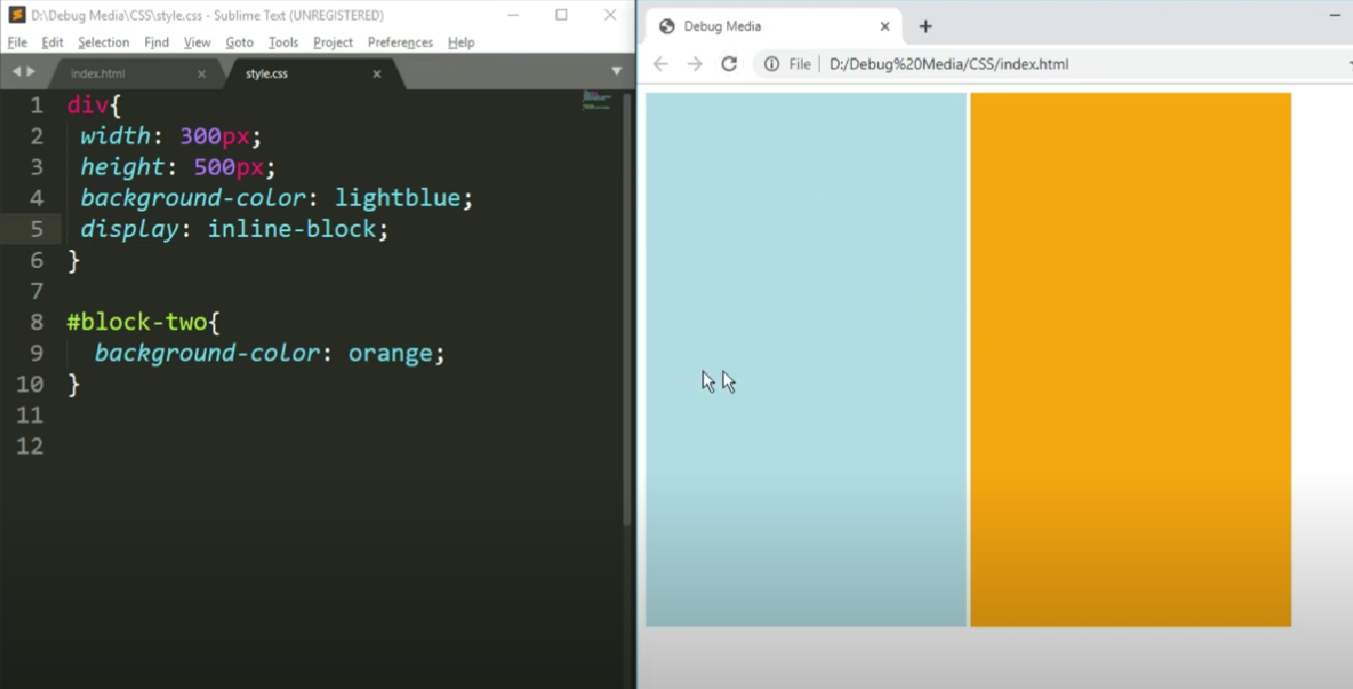 D:\Debug Media\CSS\style.css - Sublime Text (UNREGISTERED)
File Edit Selection Find View Goto Tools Project Preferences Help
index.html x style.css x
1 div{
2 width: 300px;
3 height: 500px;
4 background-color: lightblue;
5 display: inline-block;
6 }
7
8 #block-two{
9 background-color: orange;
10 }
11
12
Debug Media
File | D:/Debug%20Media/CSS/index.html